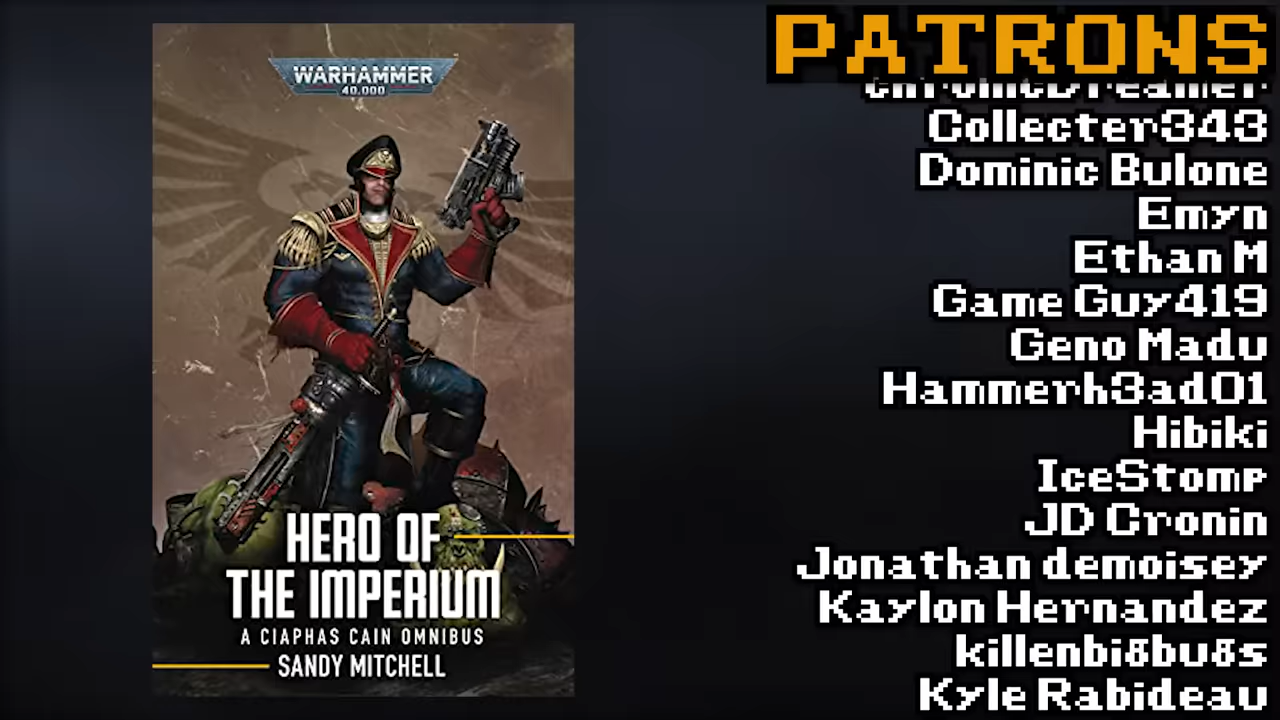 WARHAMMER
40,000
HERO OF
THE IMPERIUM
A CIAPHAS CAIN OMNIBUS
SANDY MITCHELL
PATRONS
Collecter343
Dominic Bulone
Emyn
Ethan M
Game Guy419
Geno Madu
Hammerh3ad01
Hibiki
IceStomp
JD Cronin
Jonathan demoisey
Kaylon Hernandez
killenbi8bu8s
Kyle Rabideau